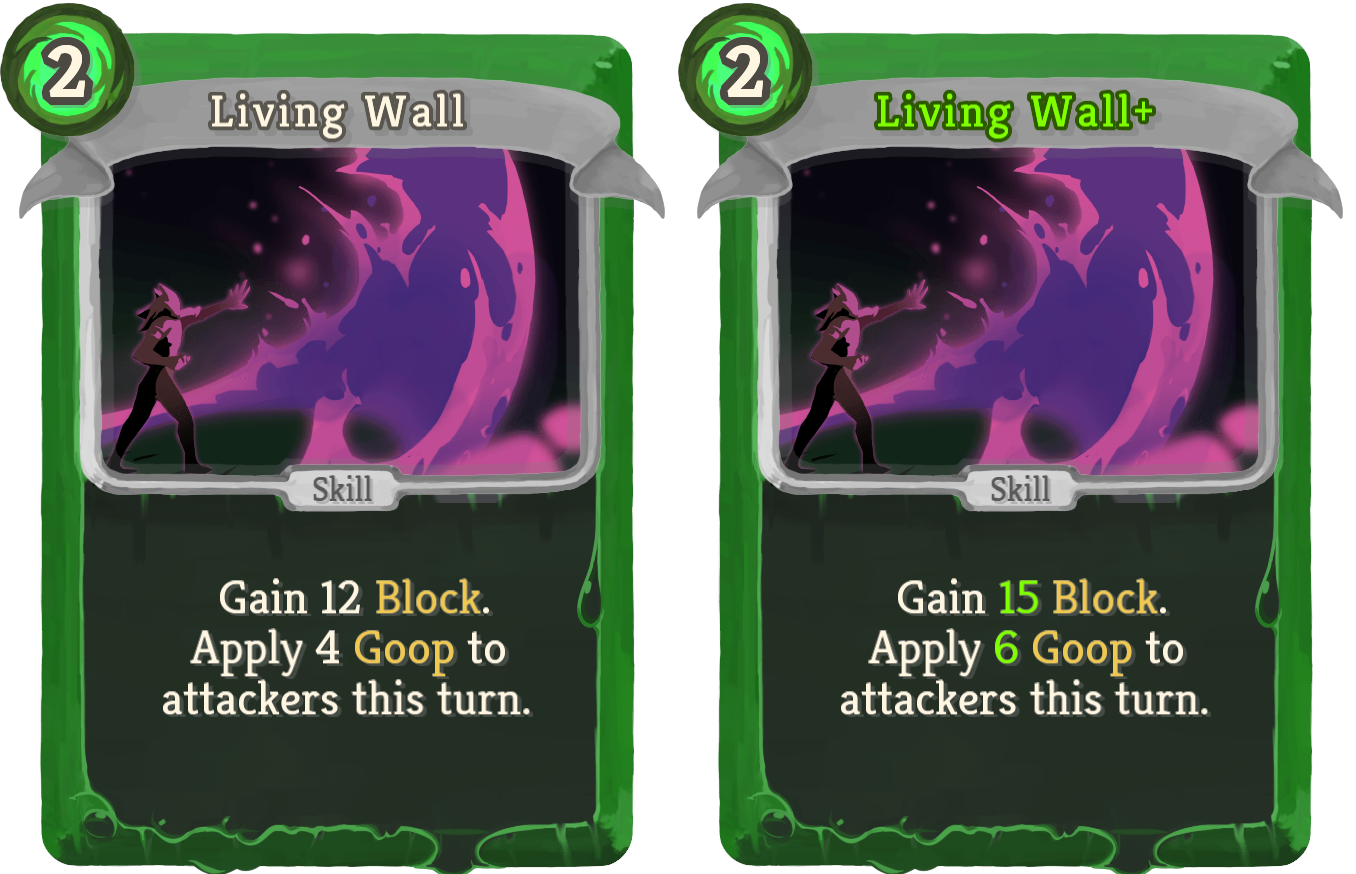 2
Living Wall
Skill
Gain 12 Block.
Apply 4 Goop to
attackers this turn.
2
Living Wall+
Skill
Gain 15 Block.
Apply 6 Goop to
attackers this turn.